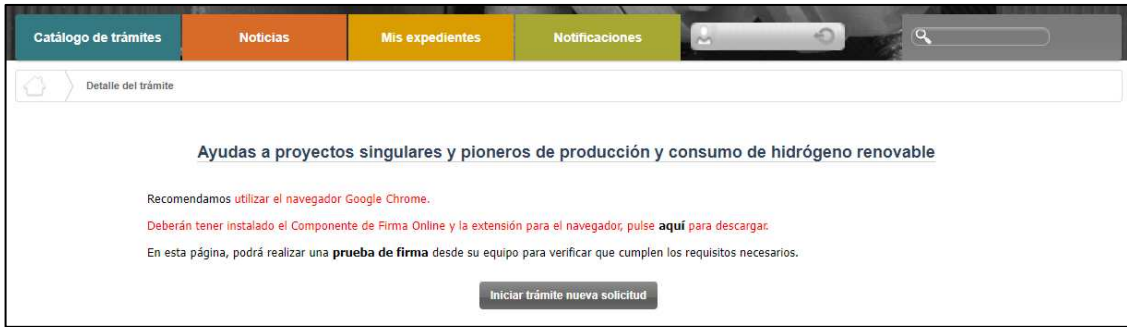 Catálogo de trámites Noticias Mis expedientes Notificaciones
Detalle del trámite
Ayudas a proyectos singulares y pioneros de producción y consumo de hidrógeno renovable
Recomendamos utilizar el navegador Google Chrome.
Deberán tener instalado el Componente de Firma Online y la extensión para el navegador, pulse aquí para descargar.
En esta página, podrá realizar una prueba de firma desde su equipo para verificar que cumplen los requisitos necesarios.
Iniciar trámite nueva solicitud